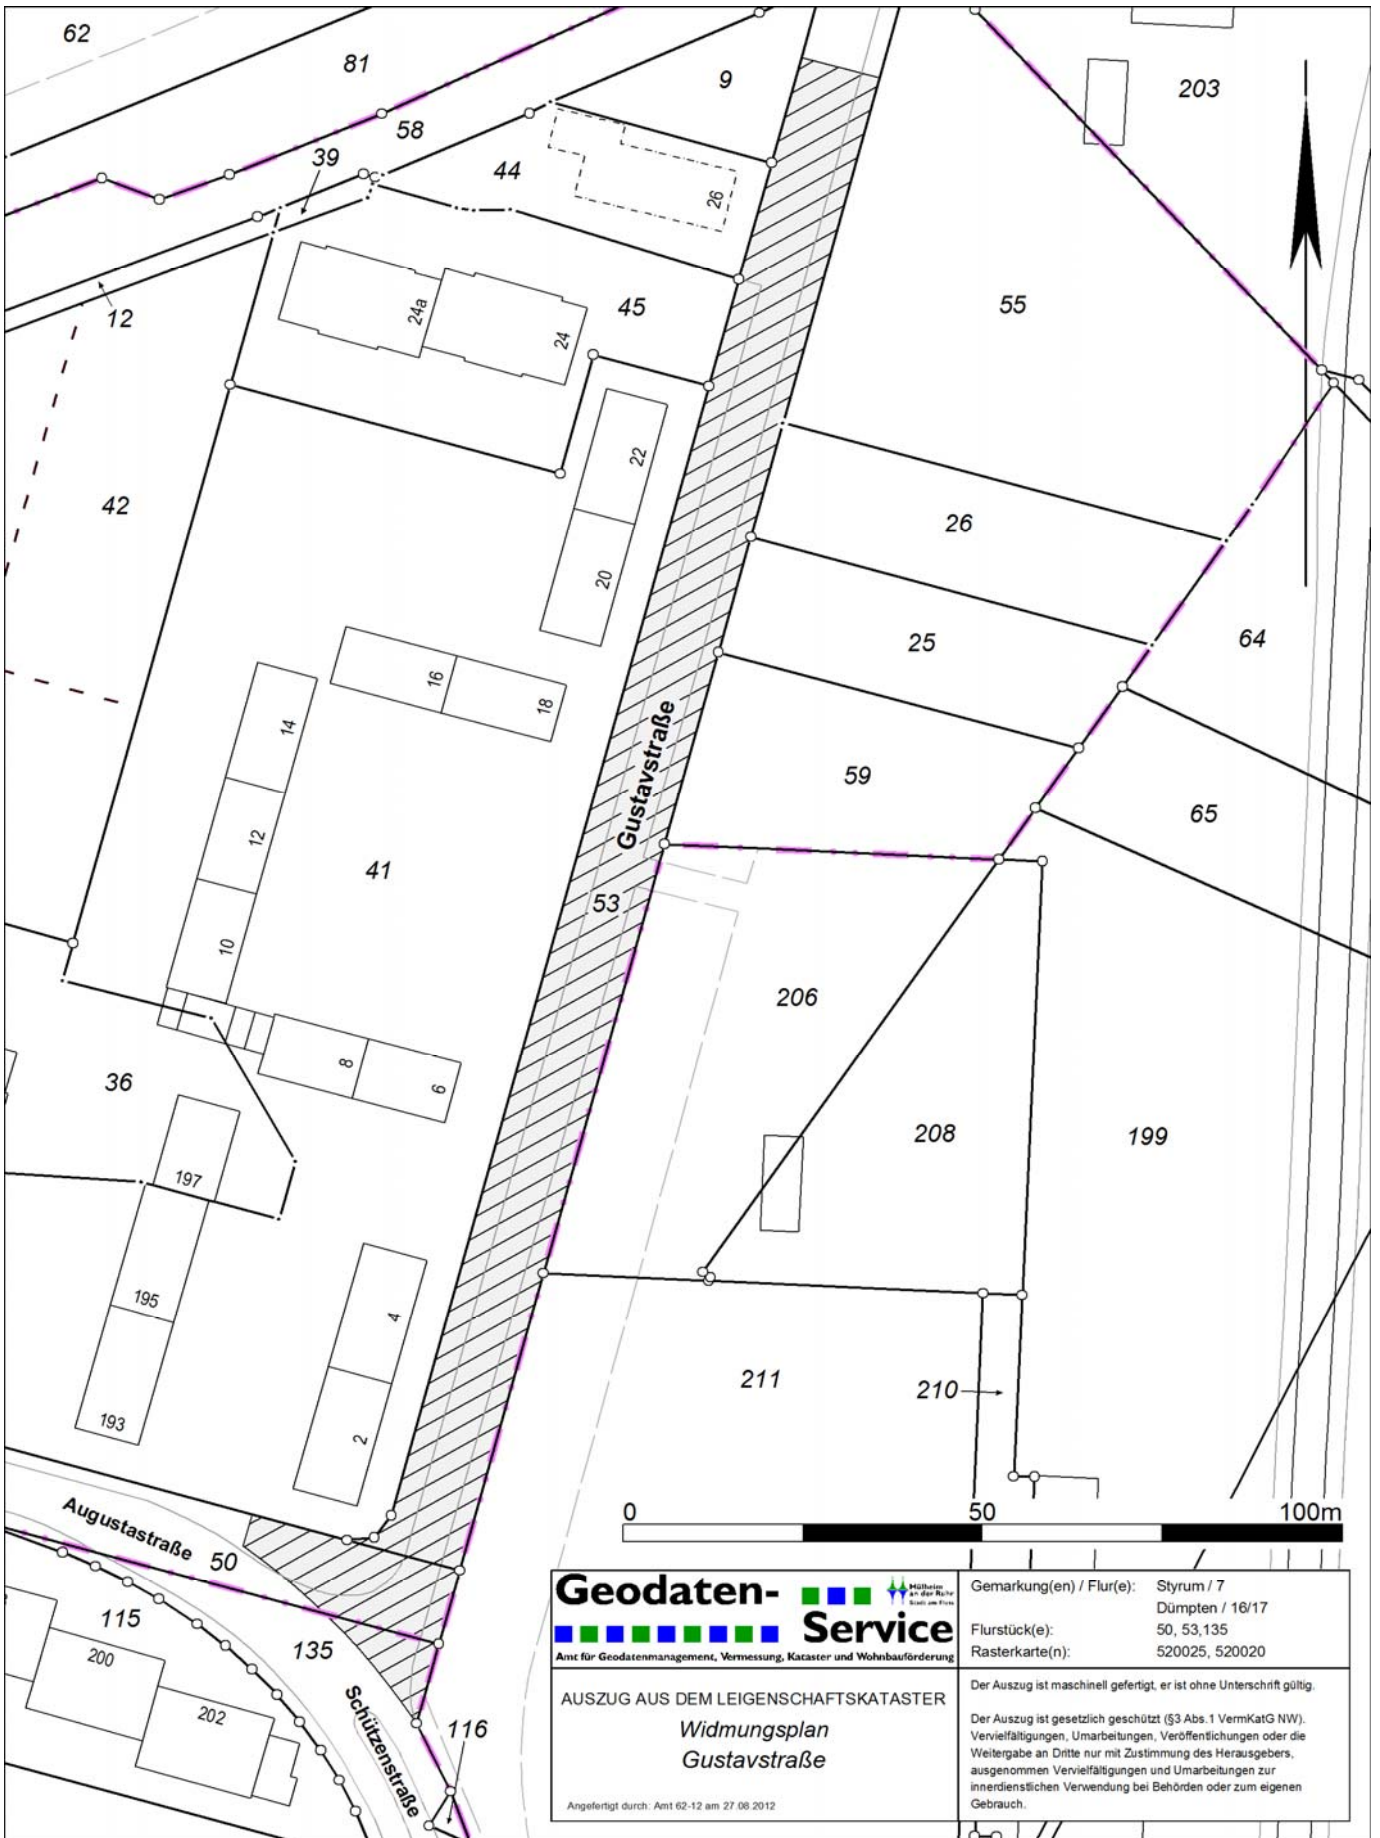 62
81
9
203
58
39
44
26
12
24a
24
45
55
42
22
20
26
25
64
16
18
14
Gustavstraße
59
65
12
41
53
10
206
8
6
36
208
199
197
195
4
211
210
193
2
0 50 100m
Augustastraße
50
115
135
200
202
Schützenstraße
116
Geodaten-
Service
Mülheim
an der Ruhr
Stadt am Fluss
Amt für Geodatenmanagement, Vermessung, Kataster und Wohnbauförderung
AUSZUG AUS DEM LEIGENSCHAFTSKATASTER
Widmungsplan
Gustavstraße
Angefertigt durch: Amt 62-12 am 27.08.2012
Gemarkung(en) / Flur(e): Styrum / 7
Dümpten / 16/17
Flurstück(e): 50, 53,135
Rasterkarte(n): 520025, 520020
Der Auszug ist maschinell gefertigt, er ist ohne Unterschrift gültig.
Der Auszug ist gesetzlich geschützt (§3 Abs.1 VermKatG NW).
Vervielfältigungen, Umarbeitungen, Veröffentlichungen oder die
Weitergabe an Dritte nur mit Zustimmung des Herausgebers,
ausgenommen Vervielfältigungen und Umarbeitungen zur
innerdienstlichen Verwendung bei Behörden oder zum eigenen
Gebrauch.